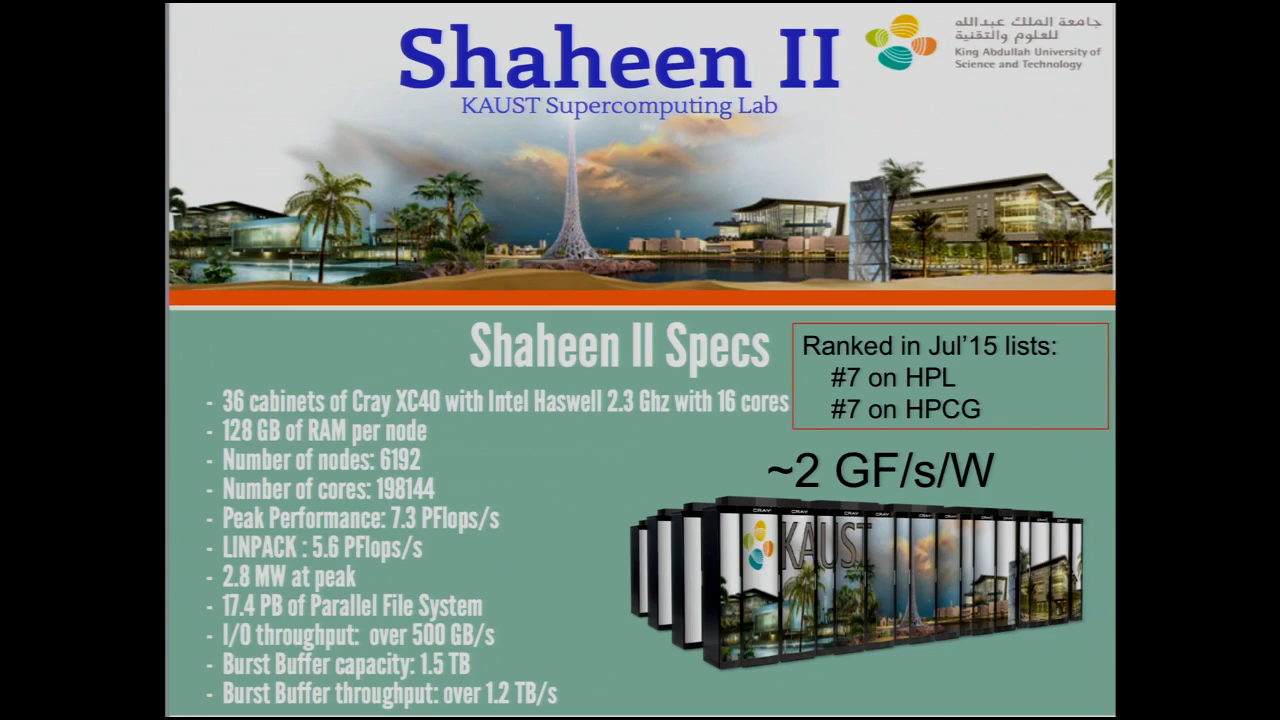 Shaheen II
KAUST Supercomputing Lab
جامعة الملك عبدالله
للعلوم والتقنية
King Abdullah University of
Science and Technology
Shaheen II Specs
Ranked in Jul'15 lists:
#7 on HPL
#7 on HPCG
- 36 cabinets of Cray XC40 with Intel Haswell 2.3 Ghz with 16 cores
- 128 GB of RAM per node
- Number of nodes: 6192
- Number of cores: 198144
- Peak Performance: 7.3 PFlops/s
- LINPACK : 5.6 PFlops/s
- 2.8 MW at peak
- 17.4 PB of Parallel File System
- I/O throughput: over 500 GB/s
- Burst Buffer capacity: 1.5 TB
- Burst Buffer throughput: over 1.2 TB/s
~2 GF/s/W
CRAY CRAY CRAY CRAY
KAUST